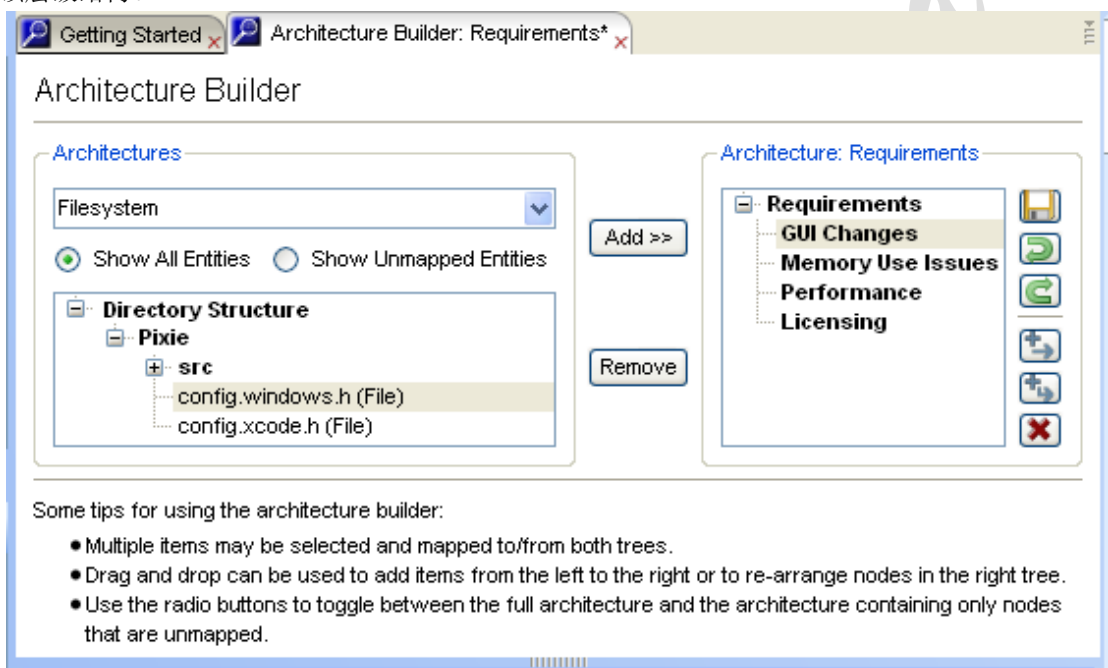 Getting Started
Architecture Builder: Requirements*
Architecture Builder
Architectures
Filesystem
Show All Entities
Show Unmapped Entities
Directory Structure
Pixie
src
config.windows.h (File)
config.xcode.h (File)
Add >>
Remove
Architecture: Requirements
Requirements
GUI Changes
Memory Use Issues
Performance
Licensing
Some tips for using the architecture builder:
• Multiple items may be selected and mapped to/from both trees.
• Drag and drop can be used to add items from the left to the right or to re-arrange nodes in the right tree.
• Use the radio buttons to toggle between the full architecture and the architecture containing only nodes
that are unmapped.